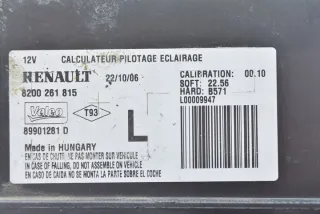 12V CALCULATEUR PILOTAGE ECLAIRAGE
RENAULT 22/10/06 CALIBRATION: 00.10
8200 261 815 SOFT: 22.56
HARD: B571
L00009947
Valeo T93
89901281 D
L
Made in HUNGARY
EN CAS DE CHUTE, NE PAS MONTER SUR VEHICULE
IN CASE OF FALLING, DO NOT ASSEMBLE ON VEHICLE
EN CASO DE CAIDA NO SE MONTA LA PARTE SOBRE EL COCHE